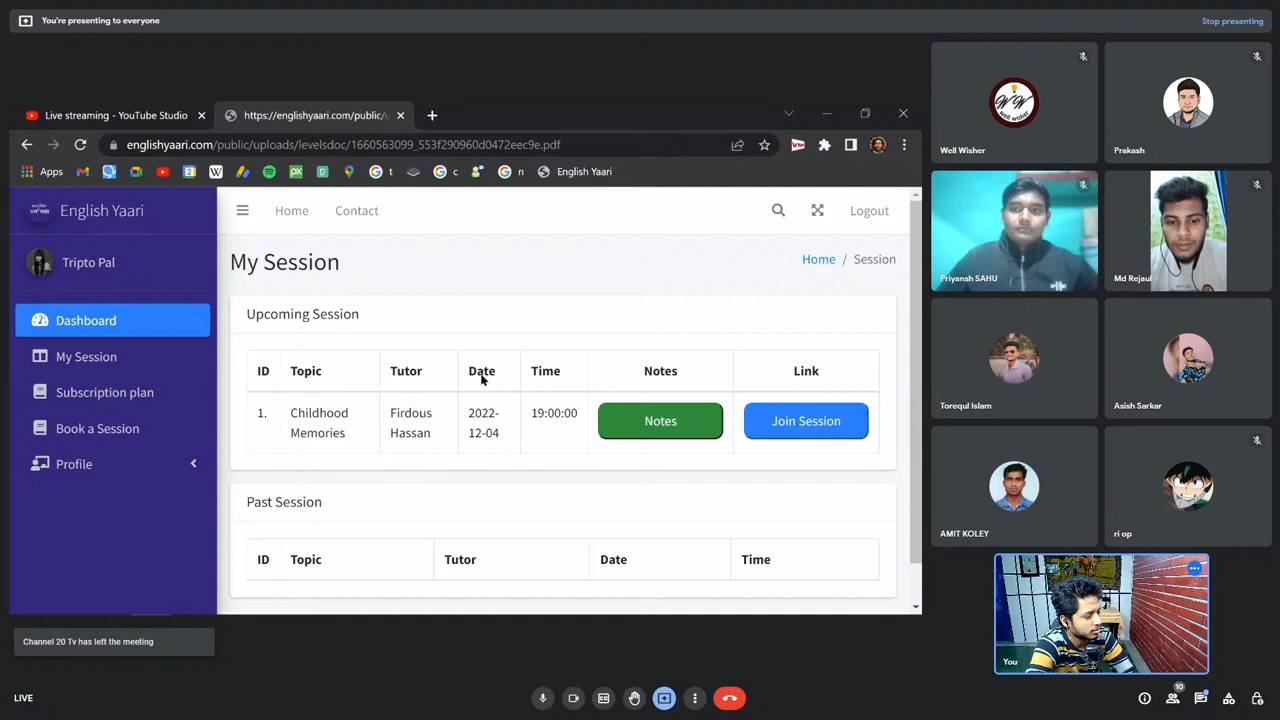 You're presenting to everyone
Stop presenting
Live streaming - YouTube Studio
https://englishyaari.com/public/u
englishyaari.com/public/uploads/levelsdoc/1660563099_553f290960d0472eec9e.pdf
Apps
t
c
n
English Yaari
English Yaari
Home
Contact
Logout
Tripto Pal
My Session
Home / Session
Dashboard
My Session
Subscription plan
Book a Session
Profile
Upcoming Session
ID Topic Tutor Date Time Notes Link
1. Childhood Firdous 2022- 19:00:00 Notes Join Session
Memories Hassan 12-04
Past Session
ID Topic Tutor Date Time
Well Wisher
Prakash
Priyansh SAHU
Md Rejaul
Torequl Islam
Asish Sarkar
AMIT KOLEY
ri op
You
Channel 20 Tv has left the meeting
LIVE
10